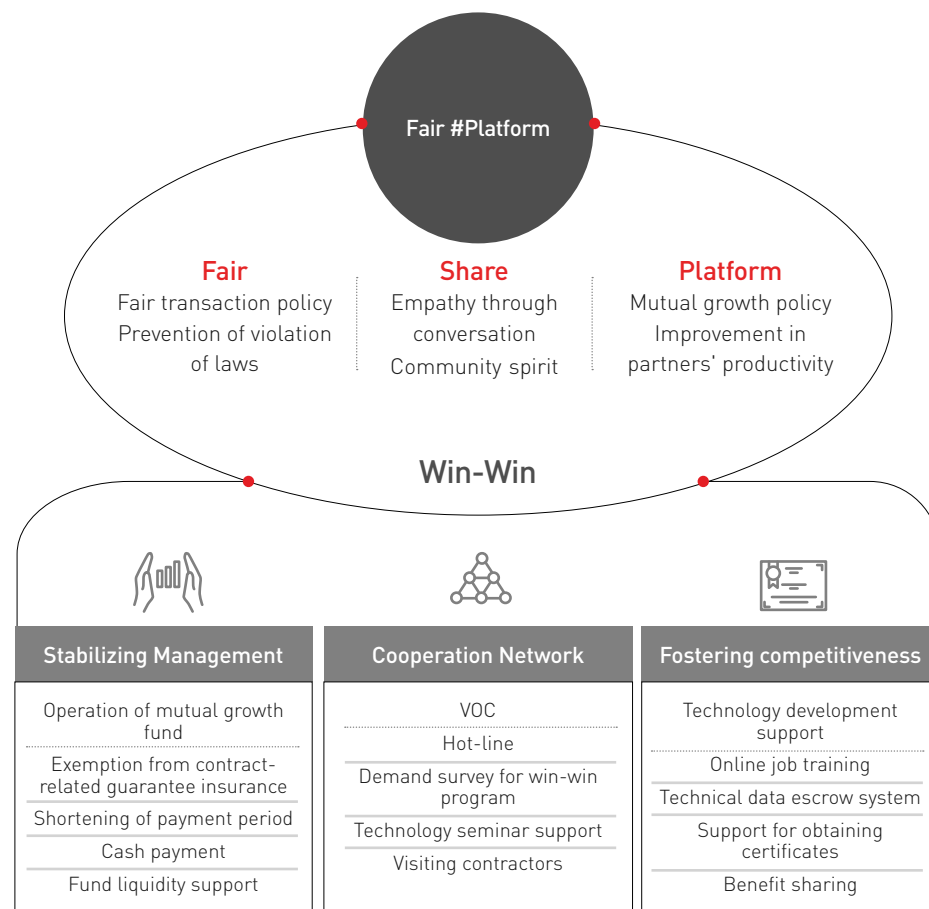 Fair #Platform
Fair
Fair transaction policy
Prevention of violation
of laws
Share
Empathy through
conversation
Community spirit
Platform
Mutual growth policy
Improvement in
partners' productivity
Win-Win
Stabilizing Management
Operation of mutual growth
fund
Exemption from contract-
related guarantee insurance
Shortening of payment period
Cash payment
Fund liquidity support
Cooperation Network
VOC
Hot-line
Demand survey for win-win
program
Technology seminar support
Visiting contractors
Fostering competitiveness
Technology development
support
Online job training
Technical data escrow system
Support for obtaining
certificates
Benefit sharing